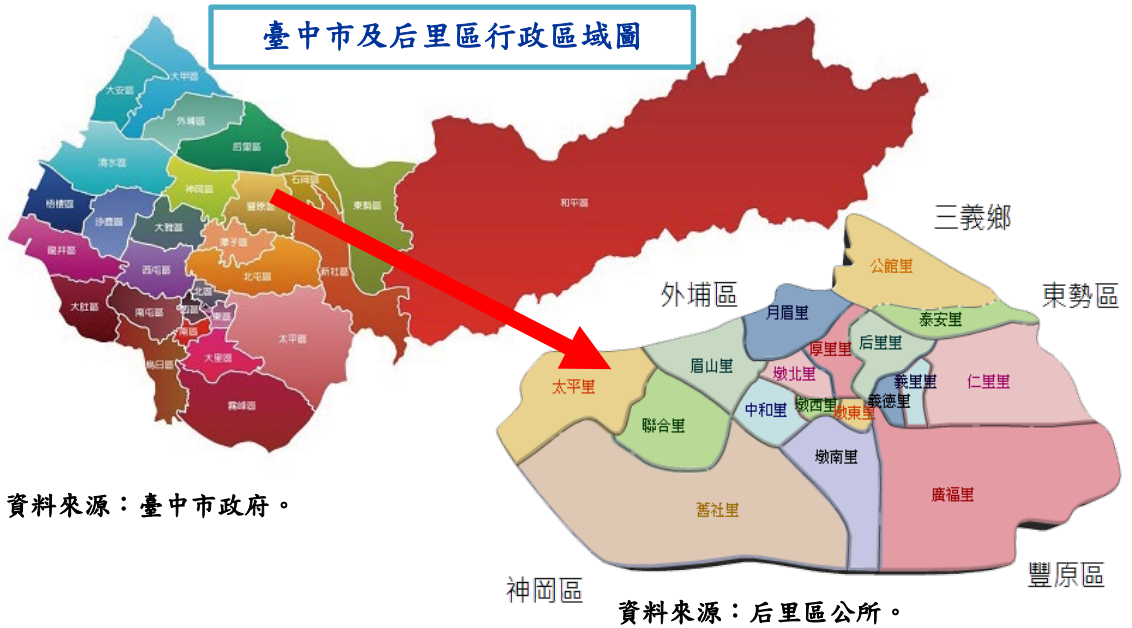 臺中市及后里區行政區域圖
大甲區
大安區
外埔區
后里區
清水區
神岡區
石岡區
豐原區
東勢區
和平區
梧棲區
沙鹿區
大雅區
潭子區
龍井區
西屯區
北屯區
新社區
大肚區
南屯區
北區
西區
東區
南區
太平區
烏日區
大里區
霧峰區
資料來源：臺中市政府。
三義鄉
公館里
外埔區
東勢區
月眉里
泰安里
厚里里
后里里
眉山里
墩北里
義里里
仁里里
太平里
義德里
中和里
墩西里
墩東里
聯合里
墩南里
廣福里
舊社里
神岡區
豐原區
資料來源：后里區公所。